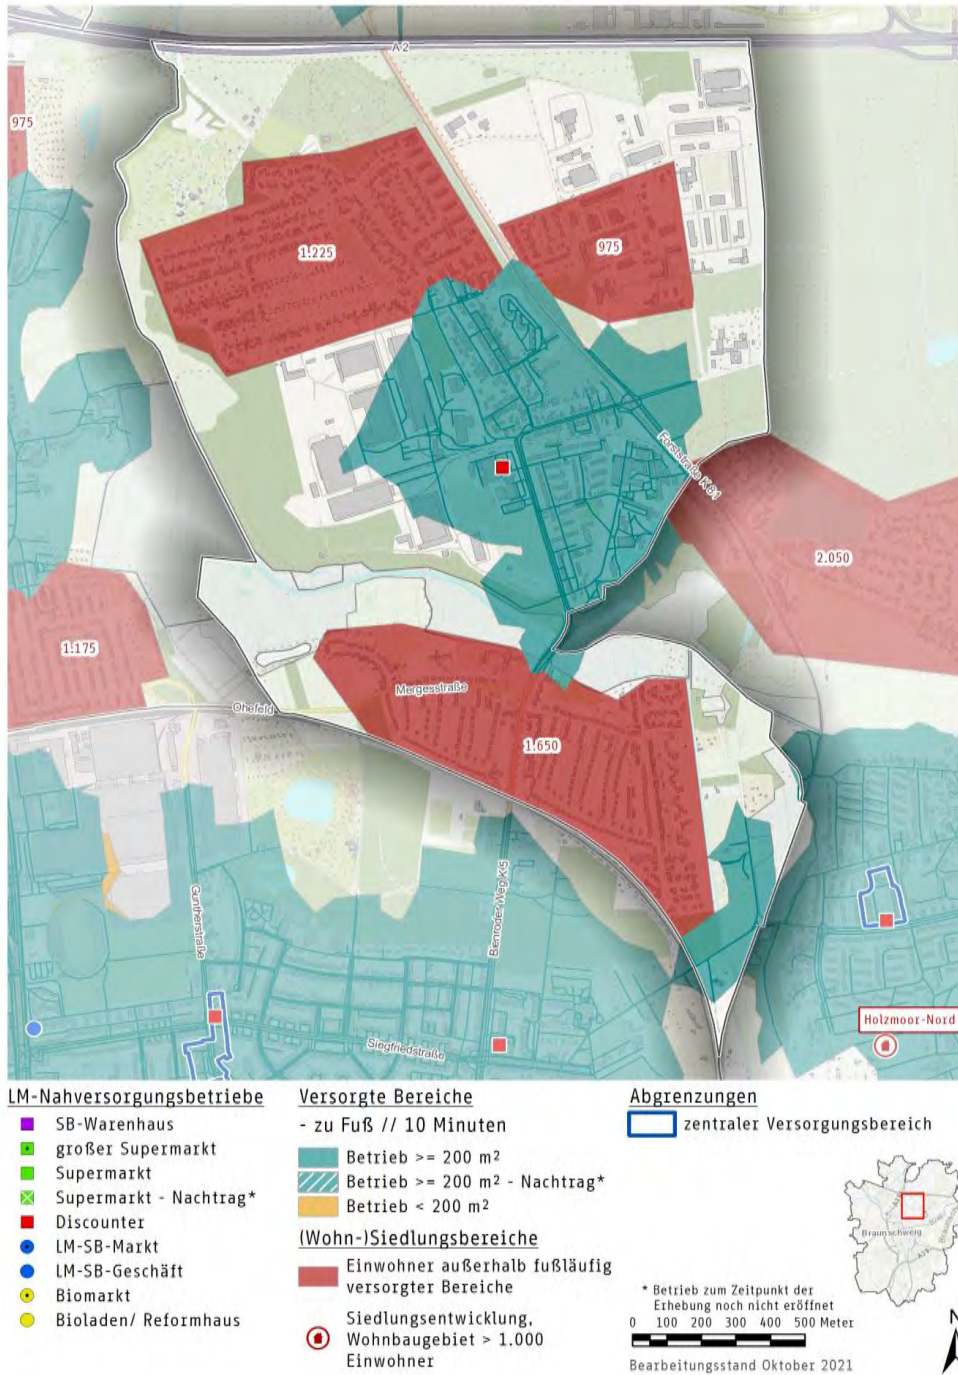 A 2
975
1.225
975
Forststraße K 81
2.050
1.175
Mergesstraße
Ohefeld
1.650
Guntherstraße
Bienroder Weg K 5
Siegfriedstraße
Holzmoor-Nord
LM-Nahversorgungsbetriebe
SB-Warenhaus
großer Supermarkt
Supermarkt
Supermarkt - Nachtrag*
Discounter
LM-SB-Markt
LM-SB-Geschäft
Biomarkt
Bioladen/ Reformhaus
Versorgte Bereiche
- zu Fuß // 10 Minuten
Betrieb >= 200 m²
Betrieb >= 200 m² - Nachtrag*
Betrieb < 200 m²
(Wohn-)Siedlungsbereiche
Einwohner außerhalb fußläufig
versorgter Bereiche
Siedlungsentwicklung,
Wohnbaugebiet > 1.000
Einwohner
Abgrenzungen
zentraler Versorgungsbereich
Braunschweig
* Betrieb zum Zeitpunkt der
Erhebung noch nicht eröffnet
0 100 200 300 400 500 Meter
Bearbeitungsstand Oktober 2021
N